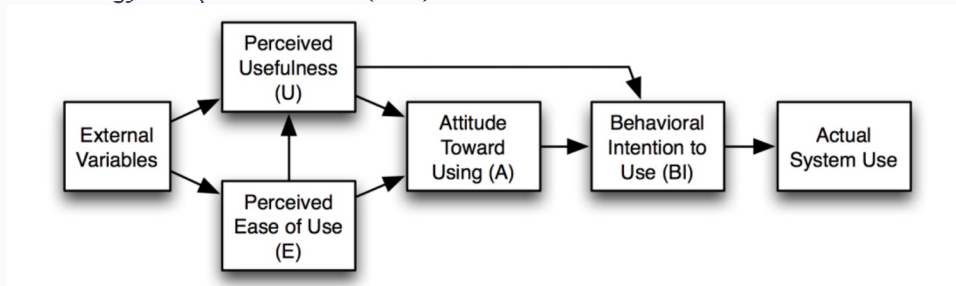 Perceived
Usefulness
(U)
External
Variables
Perceived
Ease of Use
(E)
Attitude
Toward
Using (A)
Behavioral
Intention to
Use (BI)
Actual
System Use